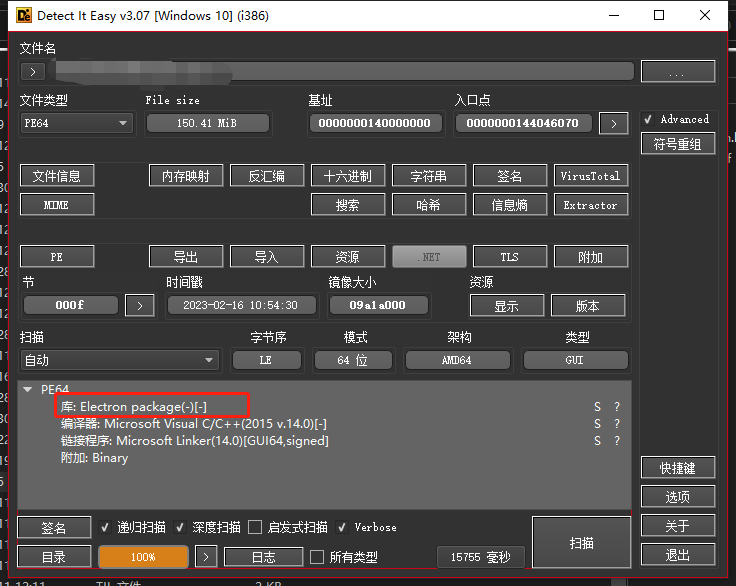 Detect It Easy v3.07 [Windows 10] (i386)
文件名
> ...
文件类型 File size 基址 入口点
PE64 150.41 MiB 0000000140000000 0000000144046070 >
Advanced
符号重组
文件信息 内存映射 反汇编 十六进制 字符串 签名 VirusTotal
MIME 搜索 哈希 信息熵 Extractor
PE 导出 导入 资源 .NET TLS 附加
节 时间戳 镜像大小 资源
000f > 2023-02-16 10:54:30 09a1a000 显示 版本
扫描 字节序 模式 架构 类型
自动 LE 64 位 AMD64 GUI
PE64
库: Electron package(-)[-] S ?
编译器: Microsoft Visual C/C++(2015 v.14.0)[-] S ?
链接程序: Microsoft Linker(14.0)[GUI64,signed] S ?
附加: Binary
快捷键
选项
关于
退出
签名 递归扫描 深度扫描 启发式扫描 Verbose
扫描
目录 100% > 日志 所有类型 15755 毫秒